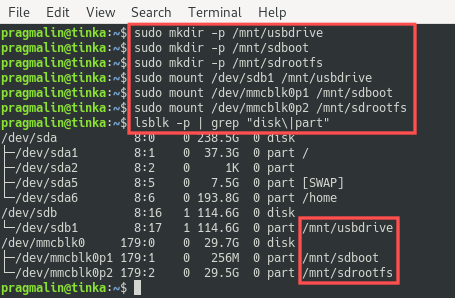 File Edit View Search Terminal Help
pragmalin@tinka:~$ sudo mkdir -p /mnt/usbdrive
pragmalin@tinka:~$ sudo mkdir -p /mnt/sdboot
pragmalin@tinka:~$ sudo mkdir -p /mnt/sdrootfs
pragmalin@tinka:~$ sudo mount /dev/sdb1 /mnt/usbdrive
pragmalin@tinka:~$ sudo mount /dev/mmcblk0p1 /mnt/sdboot
pragmalin@tinka:~$ sudo mount /dev/mmcblk0p2 /mnt/sdrootfs
pragmalin@tinka:~$ lsblk -p | grep "disk\|part"
/dev/sda 8:0 0 238.5G 0 disk
├─/dev/sda1 8:1 0 37.3G 0 part /
├─/dev/sda2 8:2 0 1K 0 part
├─/dev/sda5 8:5 0 7.5G 0 part [SWAP]
└─/dev/sda6 8:6 0 193.8G 0 part /home
/dev/sdb 8:16 1 114.6G 0 disk
└─/dev/sdb1 8:17 1 114.6G 0 part /mnt/usbdrive
/dev/mmcblk0 179:0 0 29.7G 0 disk
├─/dev/mmcblk0p1 179:1 0 256M 0 part /mnt/sdboot
└─/dev/mmcblk0p2 179:2 0 29.5G 0 part /mnt/sdrootfs
pragmalin@tinka:~$